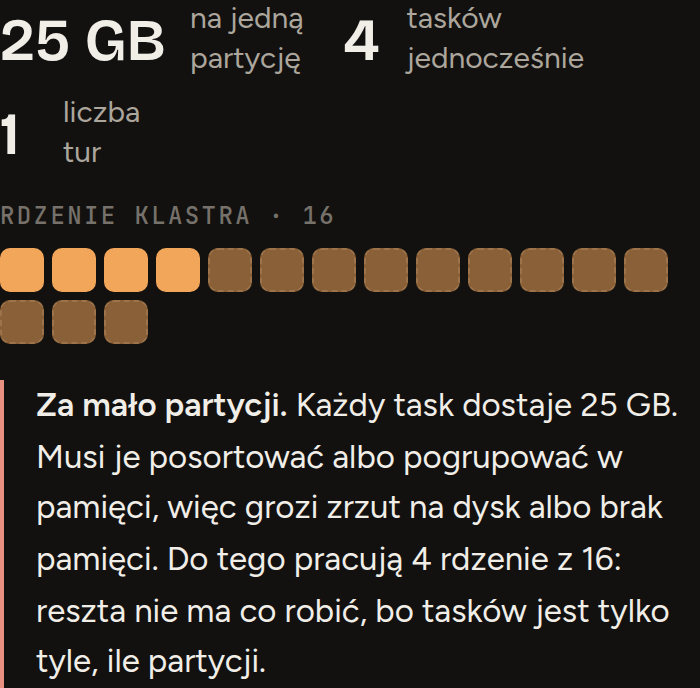 25 GB na jedną partycję 4 tasków jednocześnie
1 liczba tur
RDZENIE KLASTRA · 16
Za mało partycji. Każdy task dostaje 25 GB.
Musi je posortować albo pogrupować w
pamięci, więc grozi zrzut na dysk albo brak
pamięci. Do tego pracują 4 rdzenie z 16:
reszta nie ma co robić, bo tasków jest tylko
tyle, ile partycji.